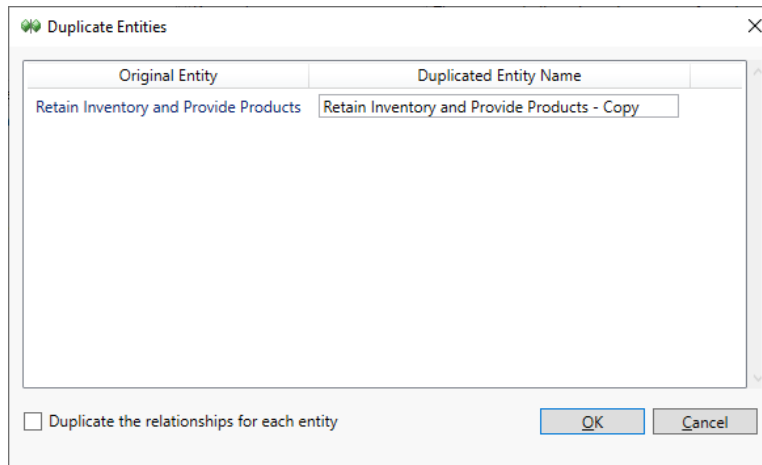 Duplicate Entities
Original Entity Duplicated Entity Name
Retain Inventory and Provide Products Retain Inventory and Provide Products - Copy
Duplicate the relationships for each entity OK Cancel